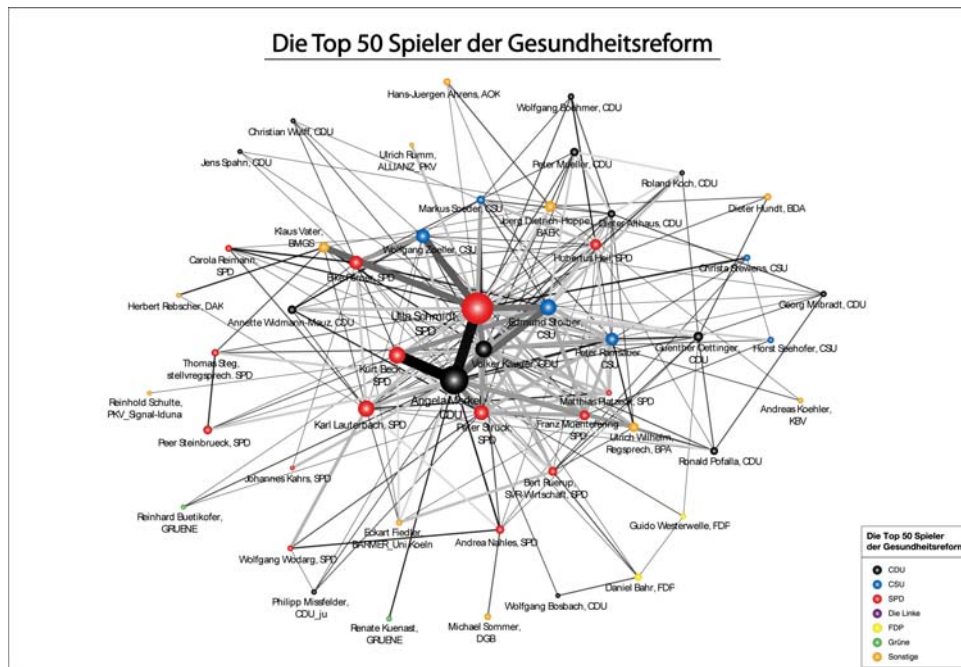 Die Top 50 Spieler der Gesundheitsreform
Hans-Juergen Ahrens, AOK
Wolfgang Boehmer, CDU
Christian Wulff, CDU
Ulrich Rumm,
ALLIANZ_PKV
Peter Mueller, CDU
Jens Spahn, CDU
Roland Koch, CDU
Markus Soeder, CSU
Joerg Dietrich-Hoppe,
BAEK
Dieter Althaus, CDU
Dieter Hundt, BDA
Klaus Vater,
BMGS
Wolfgang Zoeller, CSU
Hubertus Heil, SPD
Carola Reimann,
SPD
Elke Ferner, SPD
Christa Stewens, CSU
Herbert Rebscher, DAK
Annette Widmann-Mauz, CDU
Ulla Schmidt,
SPD
Edmund Stoiber,
CSU
Georg Milbradt, CDU
Guenther Oettinger,
CDU
Horst Seehofer, CSU
Thomas Steg,
stellvregsprech. SPD
Kurt Beck,
SPD
Volker Kauder, CDU
Peter Ramsauer,
CSU
Reinhold Schulte,
PKV_Signal-Iduna
Angela Merkel,
CDU
Matthias Platzeck, SPD
Andreas Koehler,
KBV
Peer Steinbrueck, SPD
Karl Lauterbach, SPD
Peter Struck,
SPD
Franz Muentefering,
SPD
Ulrich Wilhelm,
Regsprech, BPA
Ronald Pofalla, CDU
Johannes Kahrs, SPD
Bert Ruerup,
SVR-Wirtschaft, SPD
Reinhard Buetikofer,
GRUENE
Eckart Fiedler,
BARMER_Uni Koeln
Andrea Nahles, SPD
Guido Westerwelle, FDP
Wolfgang Wodarg, SPD
Daniel Bahr, FDP
Philipp Missfelder,
CDU_ju
Wolfgang Bosbach, CDU
Renate Kuenast,
GRUENE
Michael Sommer,
DGB
Die Top 50 Spieler
der Gesundheitsreform
CDU
CSU
SPD
Die Linke
FDP
Grüne
Sonstige